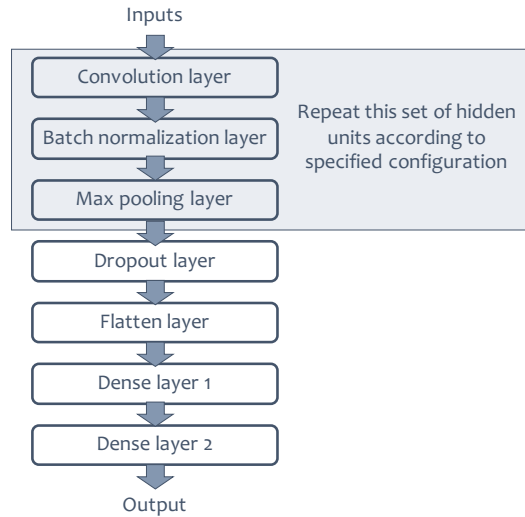 Inputs
Convolution layer
Batch normalization layer
Max pooling layer
Repeat this set of hidden
units according to
specified configuration
Dropout layer
Flatten layer
Dense layer 1
Dense layer 2
Output